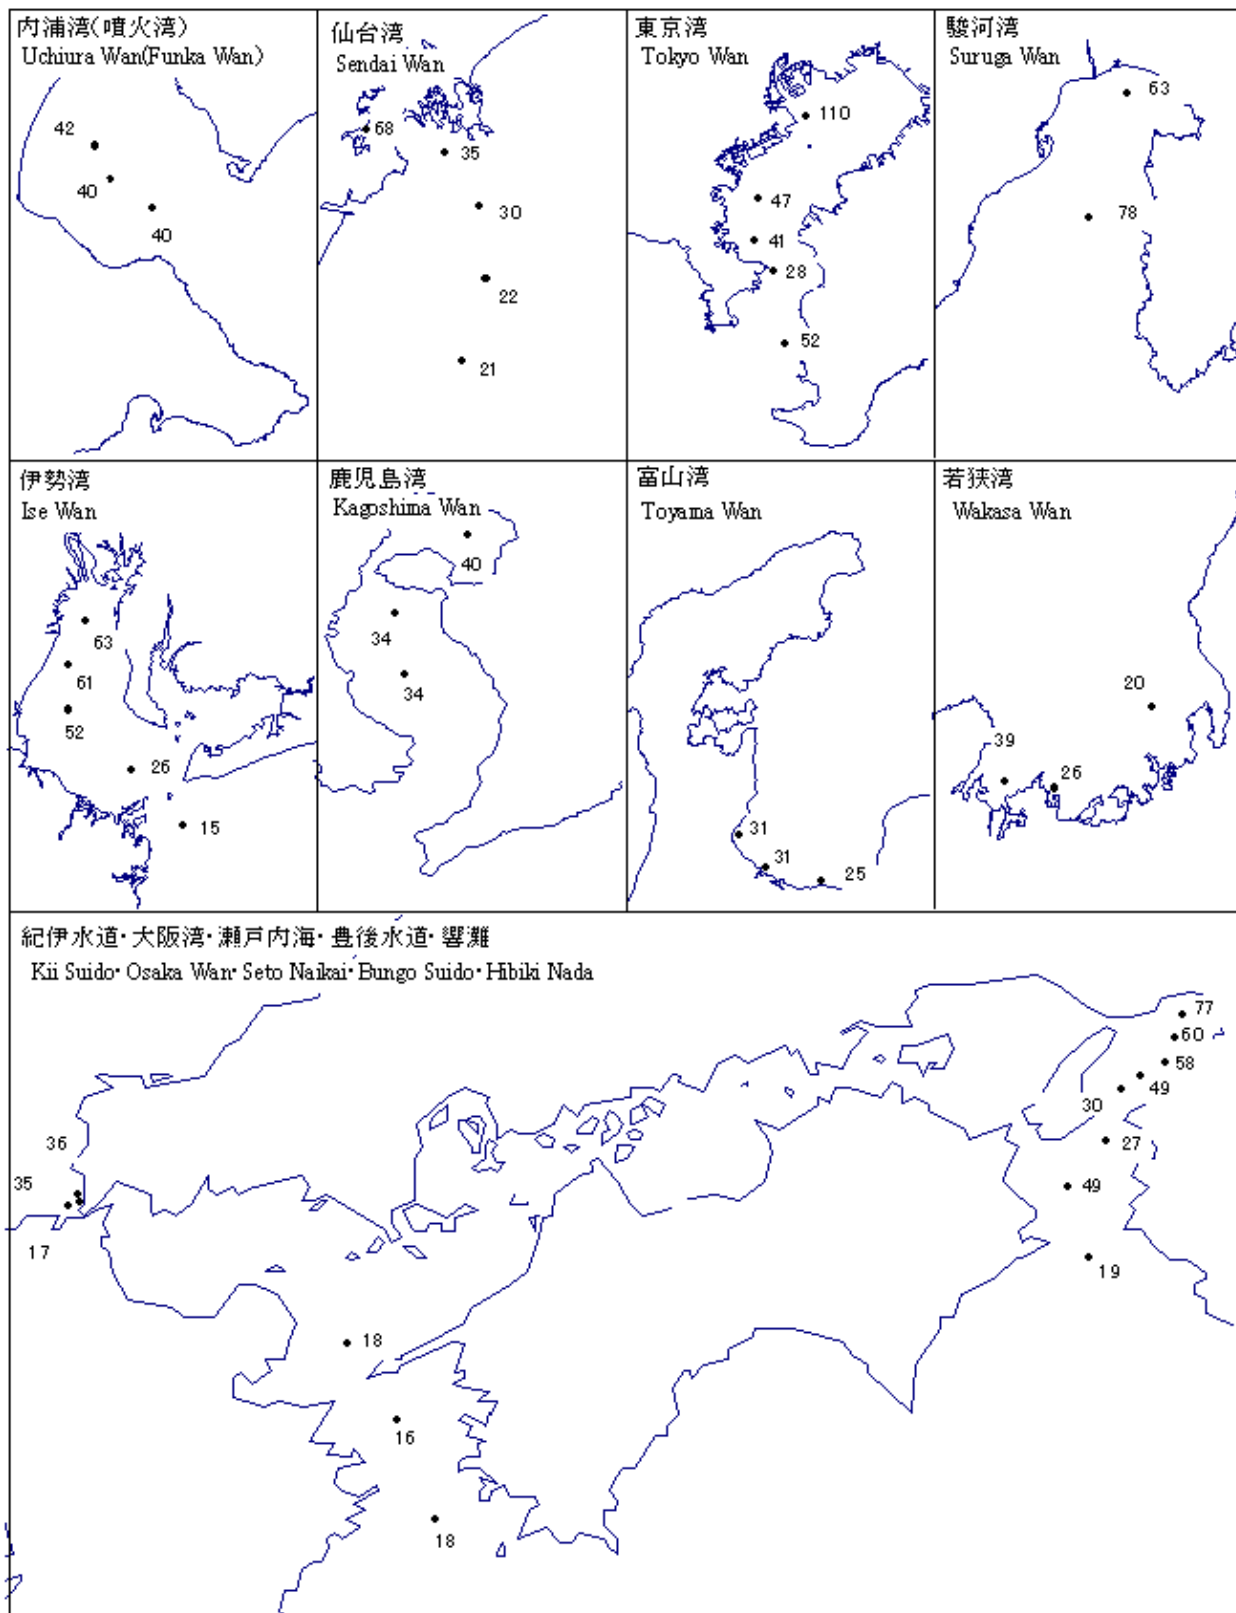 内浦湾(噴火湾)
Uchiura Wan(Funka Wan)
42
40
40
仙台湾
Sendai Wan
68
35
30
22
21
東京湾
Tokyo Wan
110
47
41
28
52
駿河湾
Suruga Wan
63
78
伊勢湾
Ise Wan
63
61
52
26
15
鹿児島湾
Kagoshima Wan
40
34
34
富山湾
Toyama Wan
31
31
25
若狭湾
Wakasa Wan
20
39
26
紀伊水道・大阪湾・瀬戸内海・豊後水道・響灘
Kii Suido・Osaka Wan・Seto Naikai・Bungo Suido・Hibiki Nada
77
60
58
49
30
27
36
35
49
17
19
18
16
18